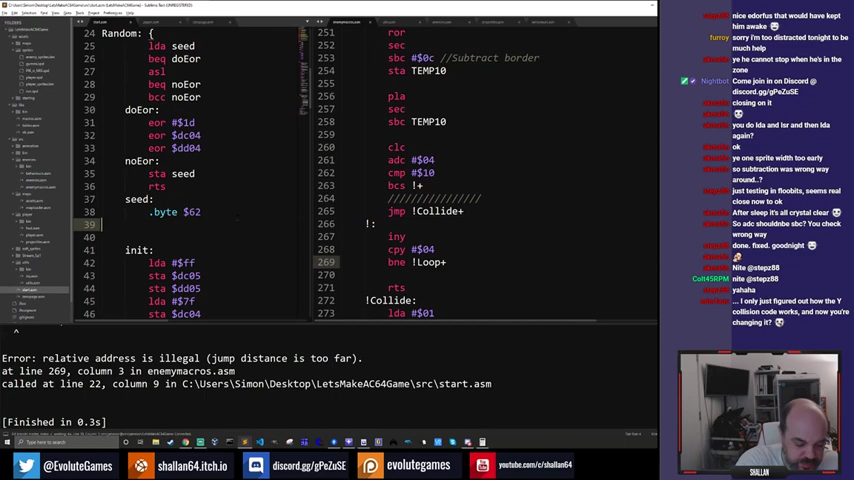 24 Random: {
25 lda seed
26 beq doEor
27 asl
28 beq noEor
29 bcc noEor
30 doEor:
31 eor #$1d
32 eor $dc04
33 eor $dd04
34 noEor:
35 sta seed
36 rts
37 seed:
38 .byte $62
39
40
41 init:
42 lda #$ff
43 sta $dc05
44 sta $dd05
45 lda #$7f
46 sta $dc04
251 ror
252 sec
253 sbc #$0c //Subtract border
254 sta TEMP10
255
256 pla
257 sec
258 sbc TEMP10
259
260 clc
261 adc #$04
262 cmp #$10
263 bcs !+
264 ////////////////
265 jmp !Collide+
266 !:
267 iny
268 cpy #$04
269 bne !Loop+
270
271 rts
272 !Collide:
273 lda #$01
^
Error: relative address is illegal (jump distance is too far).
at line 269, column 3 in enemymacros.asm
called at line 22, column 9 in C:\Users\Simon\Desktop\LetsMakeAC64Game\src\start.asm
[Finished in 0.3s]
Type here to search
nice edorfus that would have kept
him awake
furroy sorry i'm too distracted tonight to
be much help
ye he cannot stop when he's in the
zone
Nightbot Come join in on Discord @
discord.gg/gPeZuSE
closing on it
you do lda and lsr and then lda
again?
ok
ye one sprite width too early
so subtraction was wrong way
around..?
just testing in floobits, seems real
close now to ok
After sleep it's all crystal clear
So adc shouldnbe sbc? You check
wrong way
done. fixed. goodnight
Nite @stepz88
Colt45RPM nite @stepz88
yahaha
... I only just figured out how the Y
collision code works, and now you're
changing it?
SHALLAN
@EvoluteGames
shallan64.itch.io
discord.gg/gPeZuSE
evolutegames
youtube.com/c/shallan64